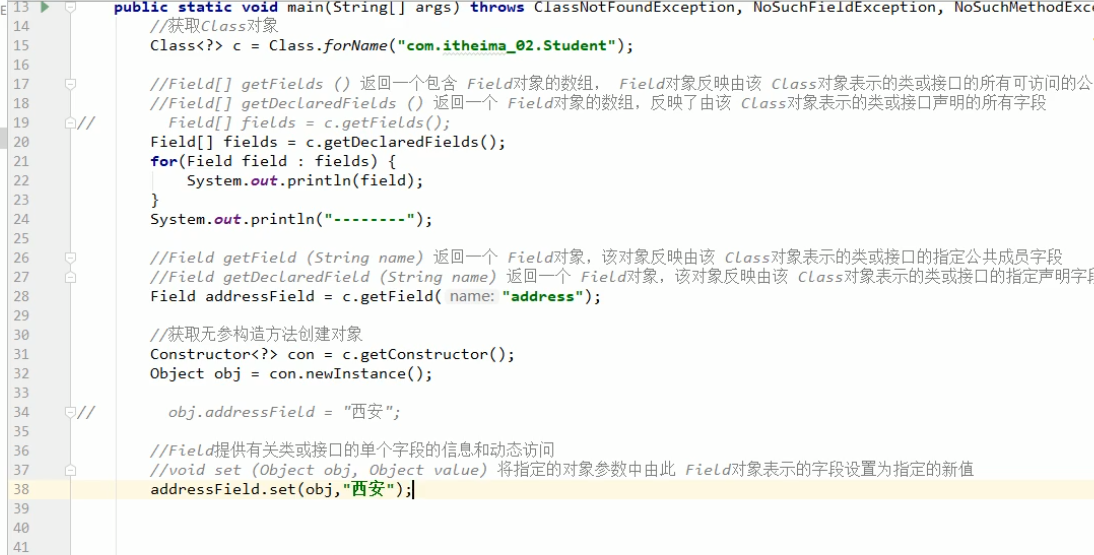 13 public static void main(String[] args) throws ClassNotFoundException, NoSuchFieldException, NoSuchMethodExc
14 //获取Class对象
15 Class<?> c = Class.forName("com.itheima_02.Student");
16
17 //Field[] getFields () 返回一个包含 Field对象的数组, Field对象反映由该 Class对象表示的类或接口的所有可访问的公
18 //Field[] getDeclaredFields () 返回一个 Field对象的数组,反映了由该 Class对象表示的类或接口声明的所有字段
19 // Field[] fields = c.getFields();
20 Field[] fields = c.getDeclaredFields();
21 for(Field field : fields) {
22 System.out.println(field);
23 }
24 System.out.println("--------");
25
26 //Field getField (String name) 返回一个 Field对象,该对象反映由该 Class对象表示的类或接口的指定公共成员字段
27 //Field getDeclaredField (String name) 返回一个 Field对象,该对象反映由该 Class对象表示的类或接口的指定声明字段
28 Field addressField = c.getField( name: "address");
29
30 //获取无参构造方法创建对象
31 Constructor<?> con = c.getConstructor();
32 Object obj = con.newInstance();
33
34 // obj.addressField = "西安";
35
36 //Field提供有关类或接口的单个字段的信息和动态访问
37 //void set (Object obj, Object value) 将指定的对象参数中由此 Field对象表示的字段设置为指定的新值
38 addressField.set(obj,"西安");
39
40
41